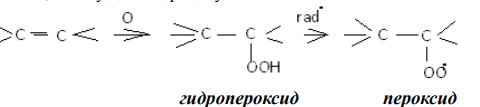 O rad•
>C = C< → >C – C< → >C – C<
OOH OO•
гидропероксид пероксид